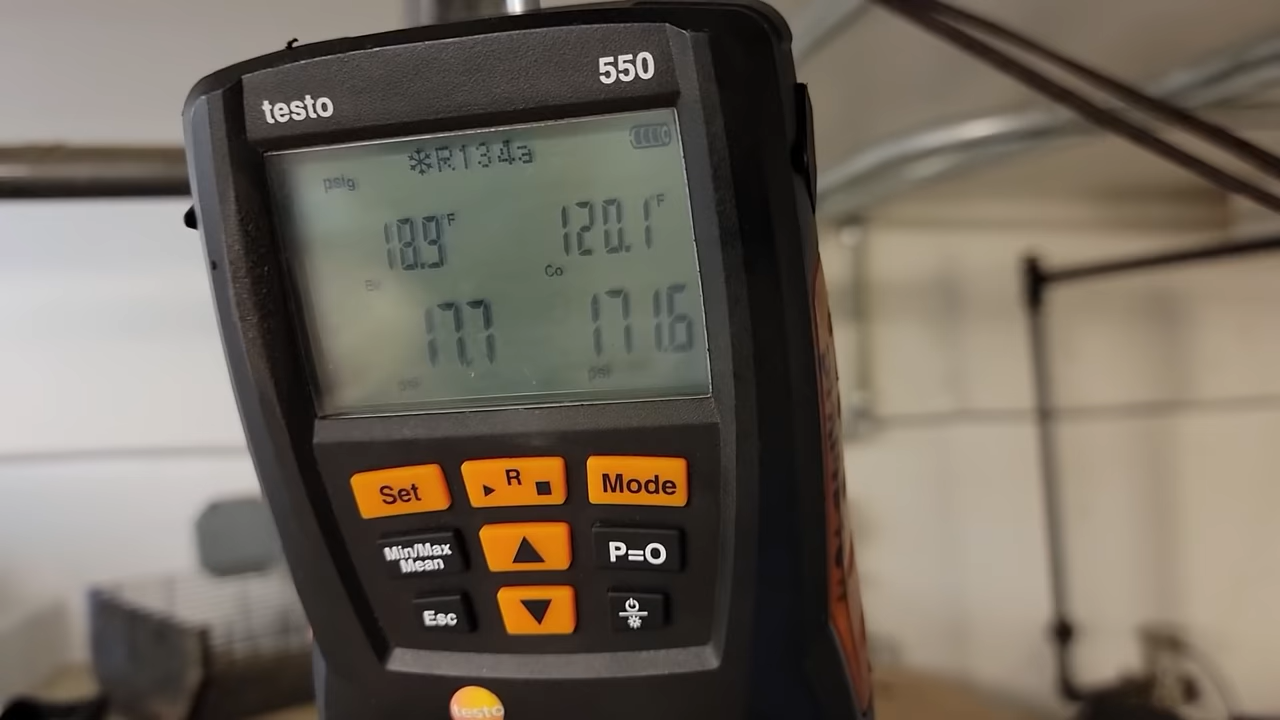 testo 550
❄R134a
psig
18.9°F 120.1°F
Ev Co
17.7 171.6
psi psi
Set ▶ R ■ Mode
Min/Max
Mean
▲ P=O
Esc ▼
testo